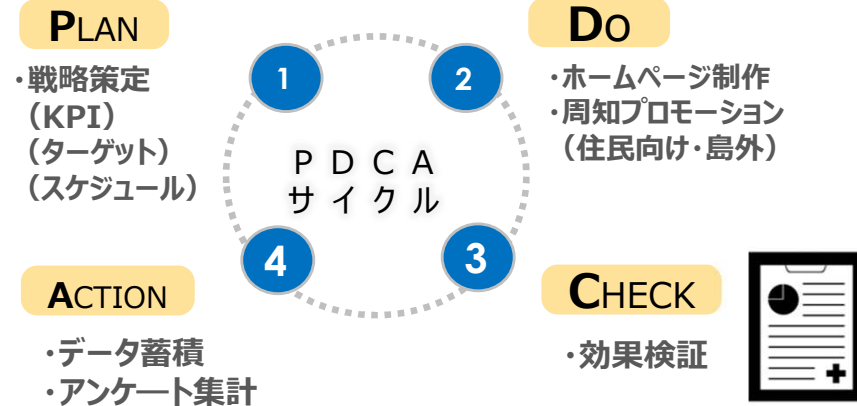 PLAN
・戦略策定
（KPI）
（ターゲット）
（スケジュール）
DO
・ホームページ制作
・周知プロモーション
（住民向け・島外）
1
2
PDCA
サイクル
4
3
ACTION
・データ蓄積
・アンケート集計
CHECK
・効果検証